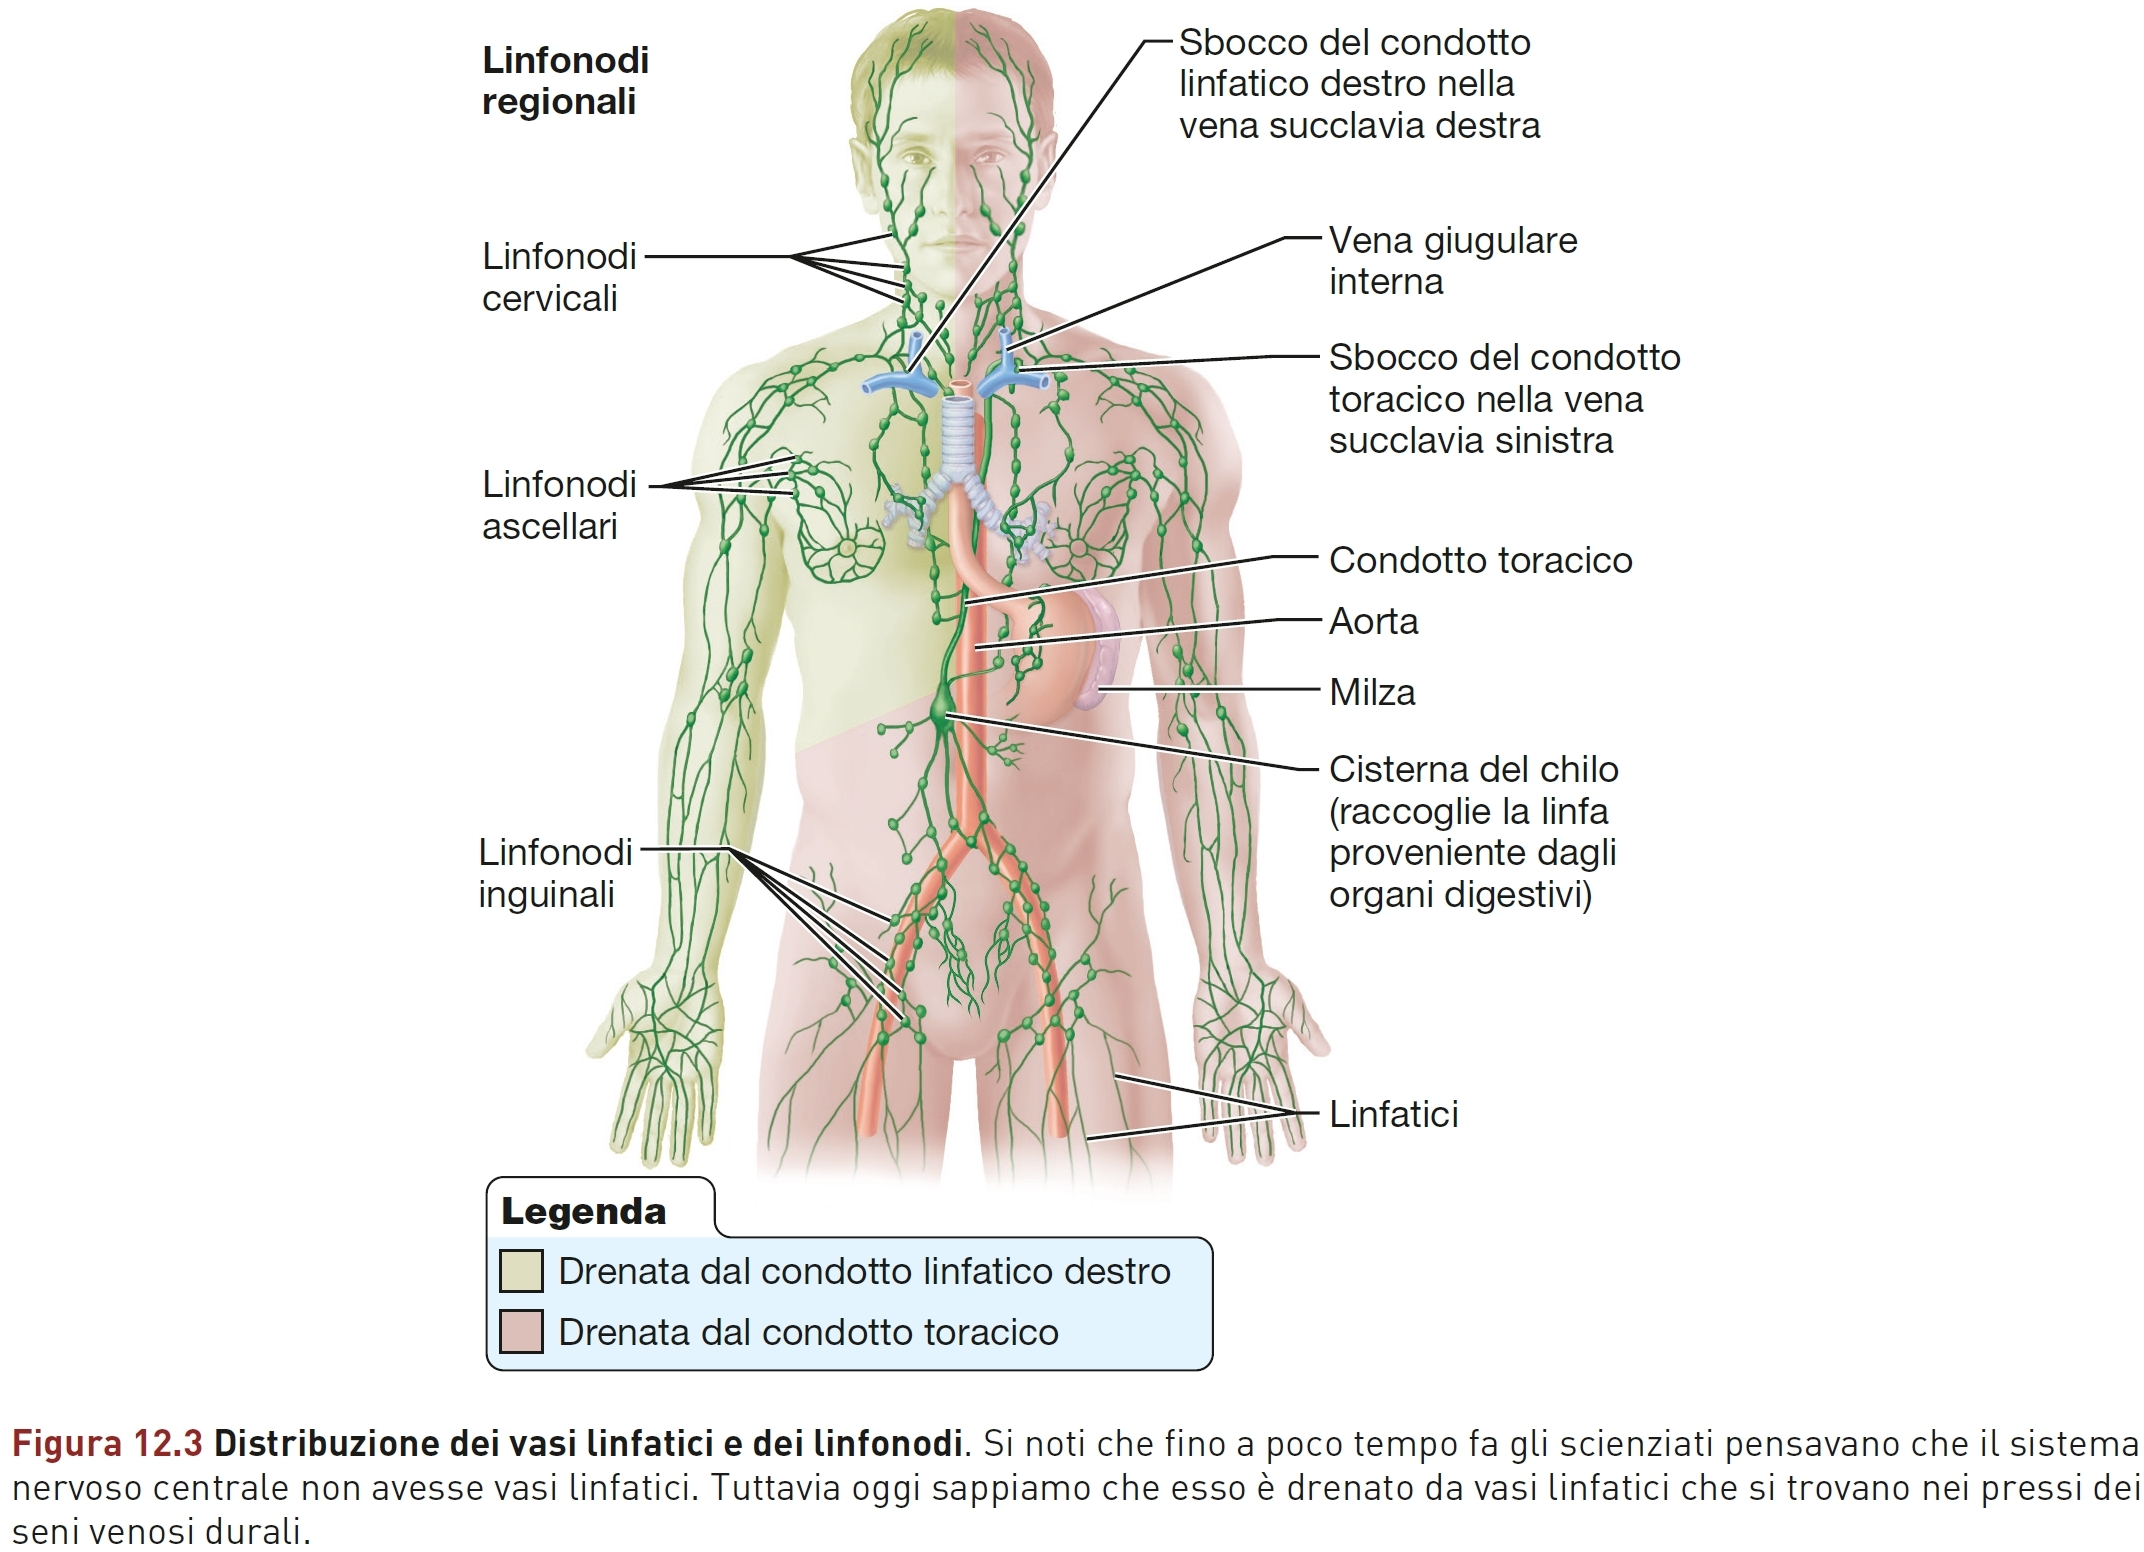 Linfonodi
regionali
Sbocco del condotto
linfatico destro nella
vena succlavia destra
Linfonodi
cervicali
Vena giugulare
interna
Sbocco del condotto
toracico nella vena
succlavia sinistra
Linfonodi
ascellari
Condotto toracico
Aorta
Milza
Cisterna del chilo
(raccoglie la linfa
proveniente dagli
organi digestivi)
Linfonodi
inguinali
Linfatici
Legenda
Drenata dal condotto linfatico destro
Drenata dal condotto toracico
Figura 12.3 Distribuzione dei vasi linfatici e dei linfonodi. Si noti che fino a poco tempo fa gli scienziati pensavano che il sistema
nervoso centrale non avesse vasi linfatici. Tuttavia oggi sappiamo che esso è drenato da vasi linfatici che si trovano nei pressi dei
seni venosi durali.